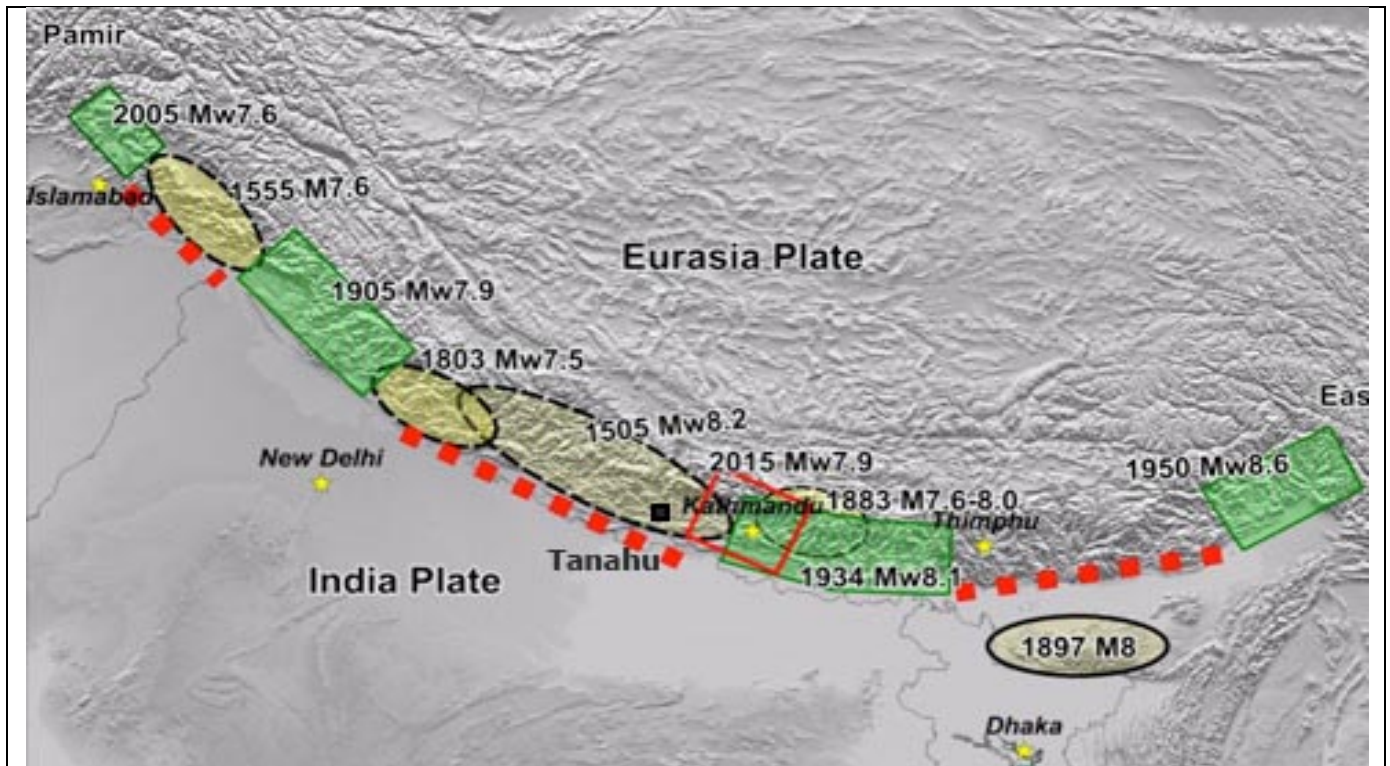 Pamir
2005 Mw7.6
Islamabad
1555 M7.6
Eurasia Plate
1905 Mw7.9
1803 Mw7.5
Eas
1505 Mw8.2
New Delhi
2015 Mw7.9
1950 Mw8.6
Kathmandu
1883 M7.6-8.0
Thimphu
Tanahu
India Plate
1934 Mw8.1
1897 M8
Dhaka